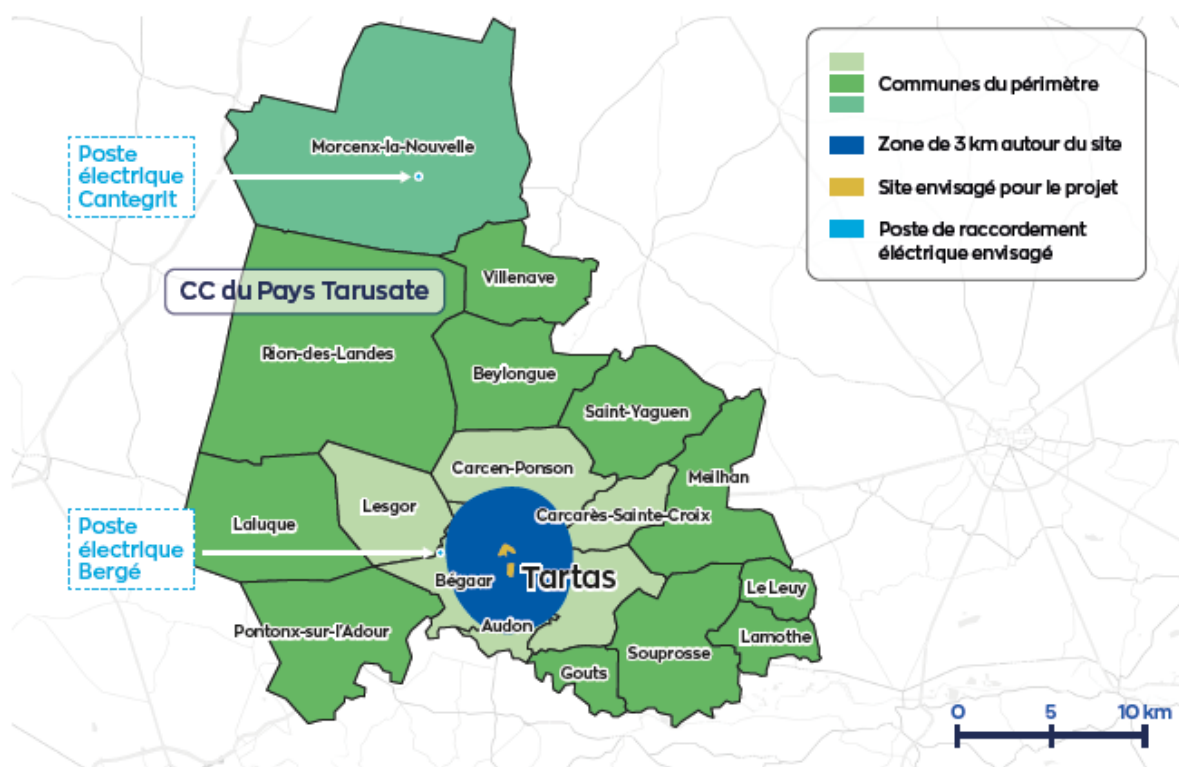 Communes du périmètre
Zone de 3 km autour du site
Site envisagé pour le projet
Poste de raccordement
éléctrique envisagé
Morcenx-la-Nouvelle
Poste
électrique
Cantegrit
Villenave
CC du Pays Tarusate
Rion-des-Landes
Beylongue
Saint-Yaguen
Carcen-Ponson
Meilhan
Lesgor
Carcarès-Sainte-Croix
Laluque
Poste
électrique
Bergé
Bégaar
Tartas
Le Leuy
Audon
Pontonx-sur-l'Adour
Lamothe
Souprosse
Gouts
0 5 10 km